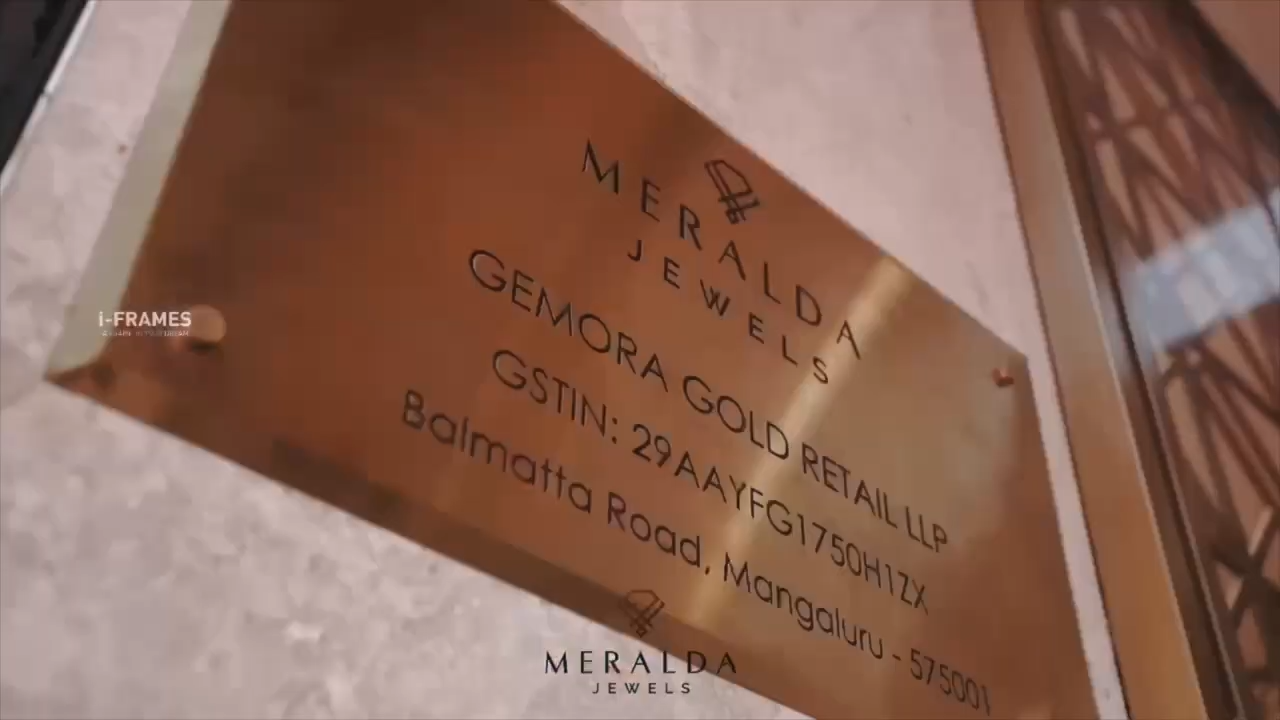 MERALDA
JEWELS
GEMORA GOLD RETAIL LLP
GSTIN: 29AAYFG1750H1ZX
Balmatta Road, Mangaluru - 575001
i-FRAMES
MERALDA
JEWELS